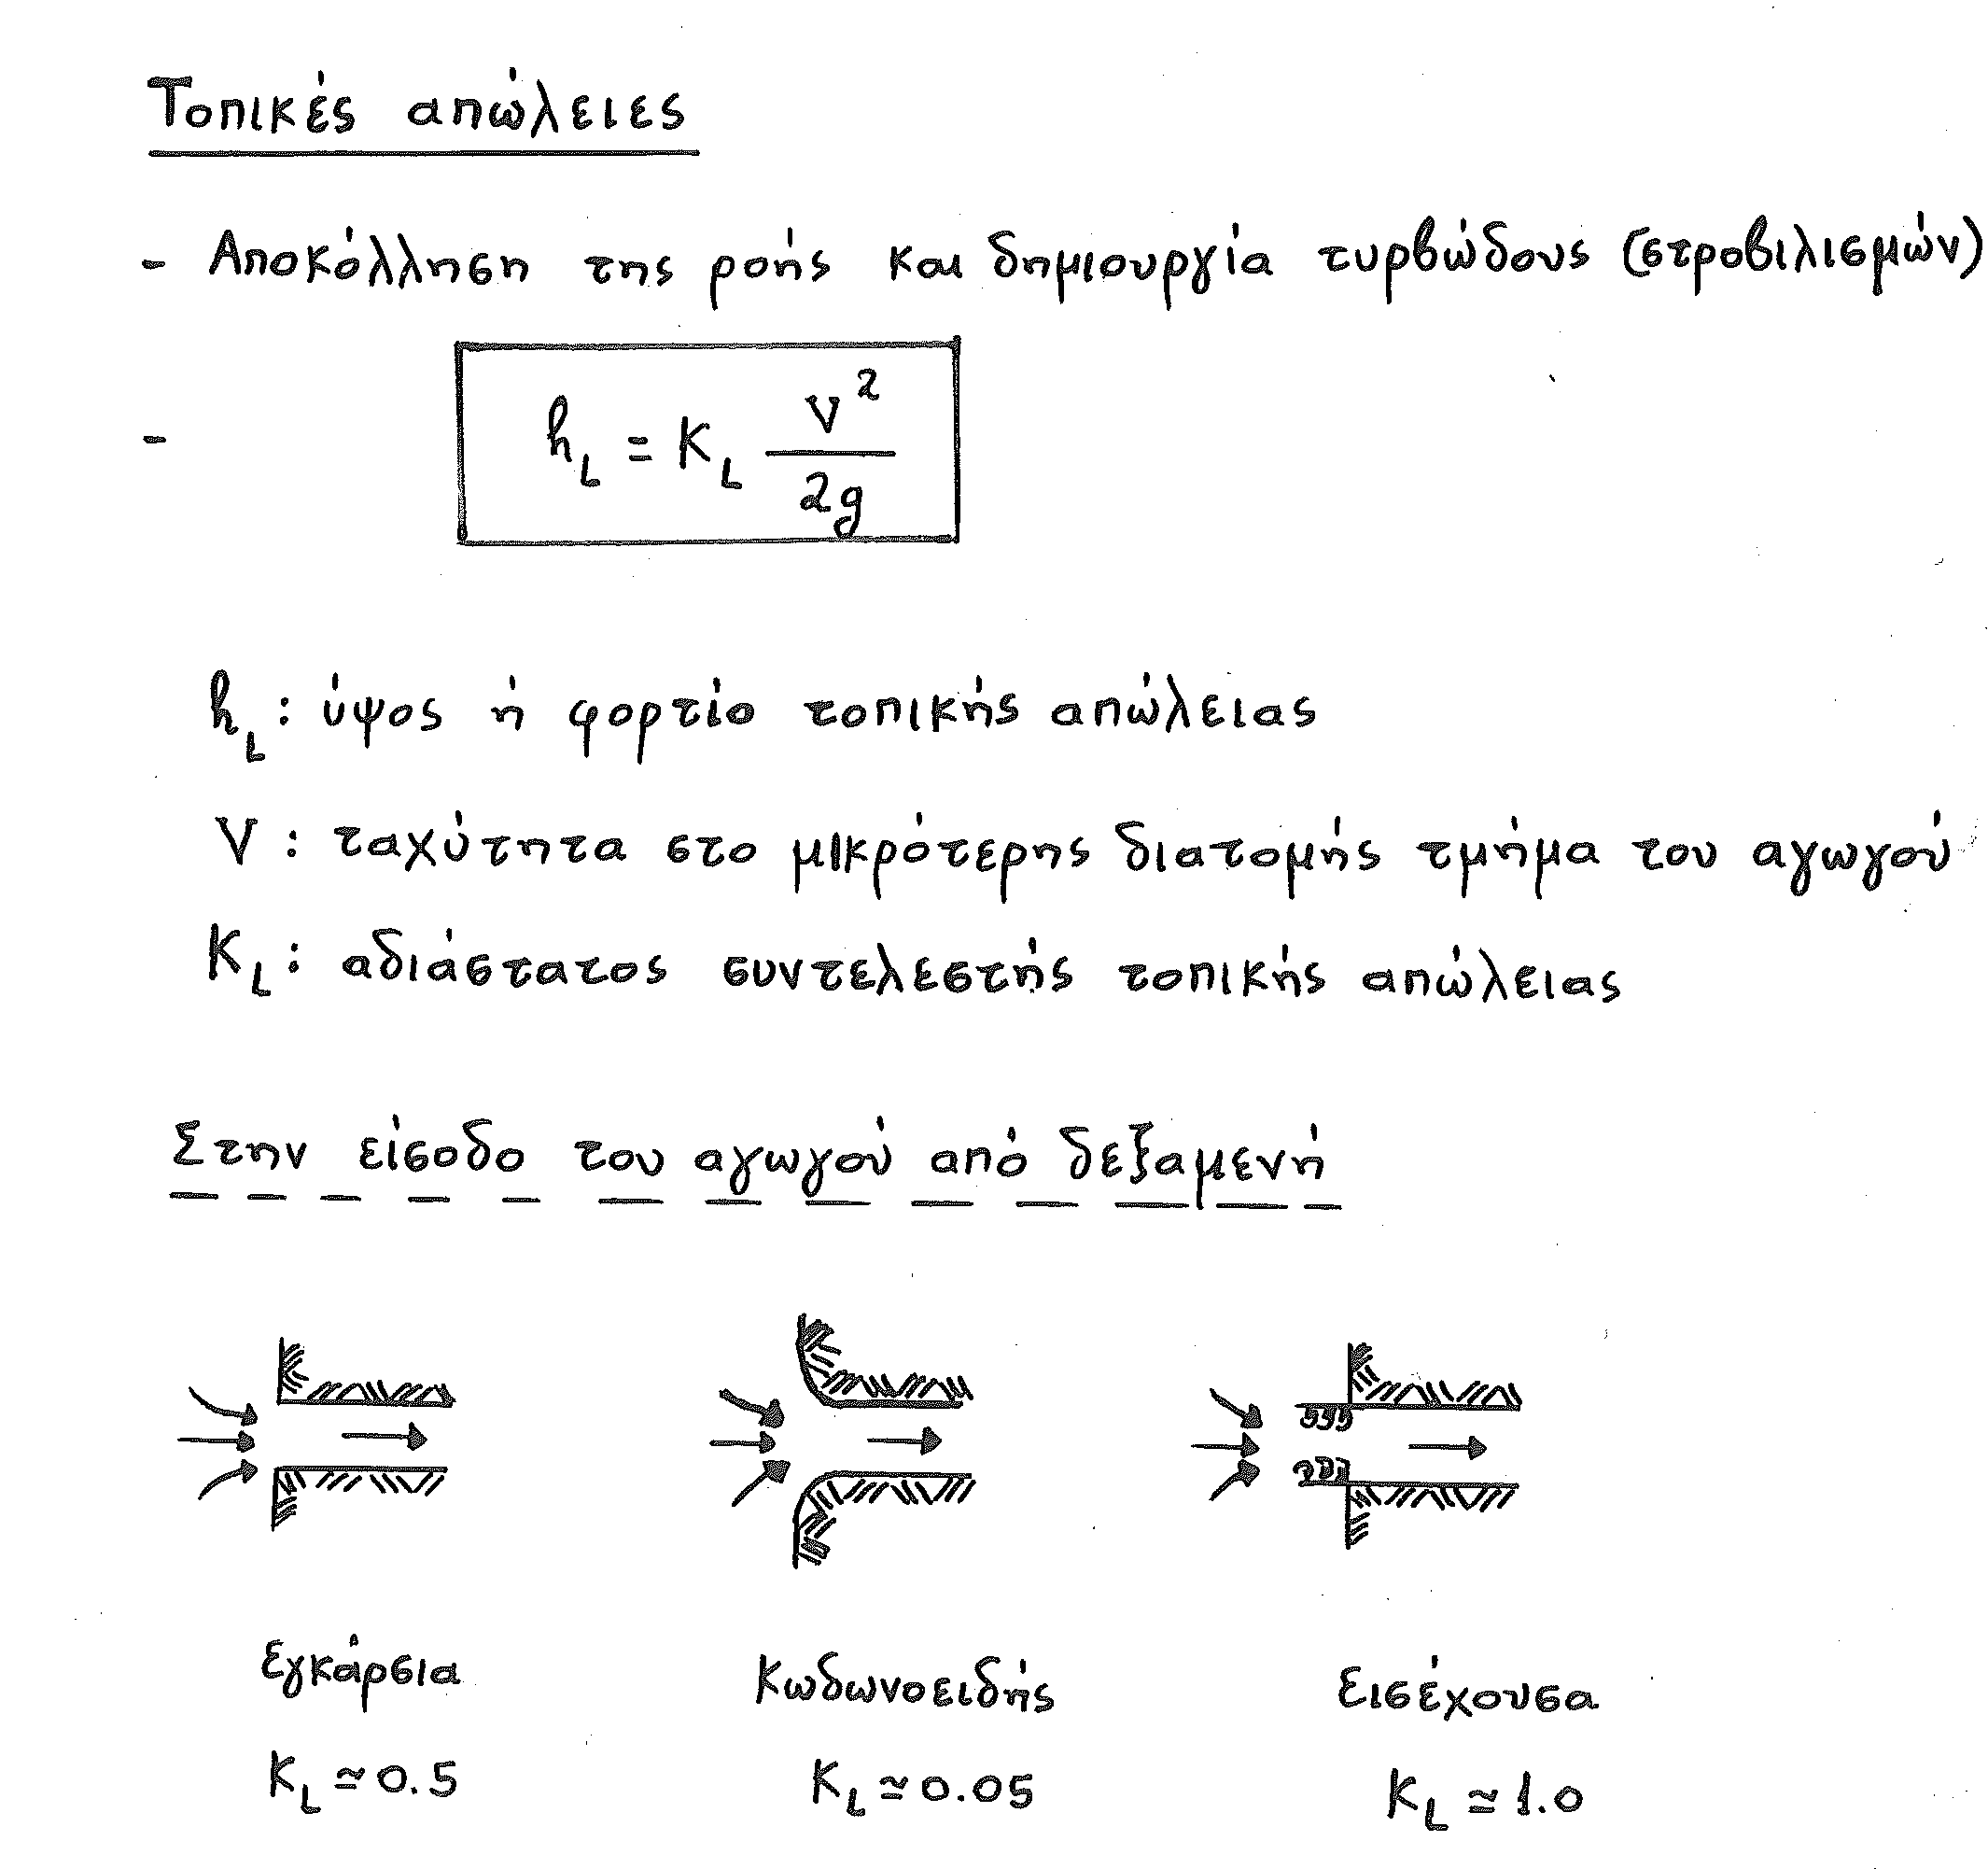 Τοπικές απώλειες
- Αποκόλληση της ροής και δημιουργία τυρβώδους (στροβιλισμών)
- h_L = K_L V²/2g
h_L : ύψος ή φορτίο τοπικής απώλειας
V : ταχύτητα στο μικρότερης διατομής τμήμα του αγωγού
K_L : αδιάστατος συντελεστής τοπικής απώλειας
Στην είσοδο του αγωγού από δεξαμενή
Εγκάρσια Κωδωνοειδής Εισέχουσα
K_L ≃ 0.5 K_L ≃ 0.05 K_L ≃ 1.0